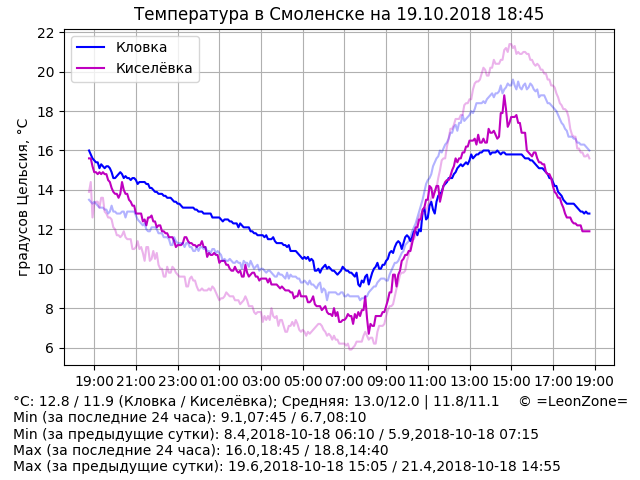 Температура в Смоленске на 19.10.2018 18:45
Кловка
Киселёвка
градусов Цельсия, °C
22
20
18
16
14
12
10
8
6
19:00 21:00 23:00 01:00 03:00 05:00 07:00 09:00 11:00 13:00 15:00 17:00 19:00
°C: 12.8 / 11.9 (Кловка / Киселёвка); Средняя: 13.0/12.0 | 11.8/11.1 © =LeonZone=
Min (за последние 24 часа): 9.1,07:45 / 6.7,08:10
Min (за предыдущие сутки): 8.4,2018-10-18 06:10 / 5.9,2018-10-18 07:15
Max (за последние 24 часа): 16.0,18:45 / 18.8,14:40
Max (за предыдущие сутки): 19.6,2018-10-18 15:05 / 21.4,2018-10-18 14:55